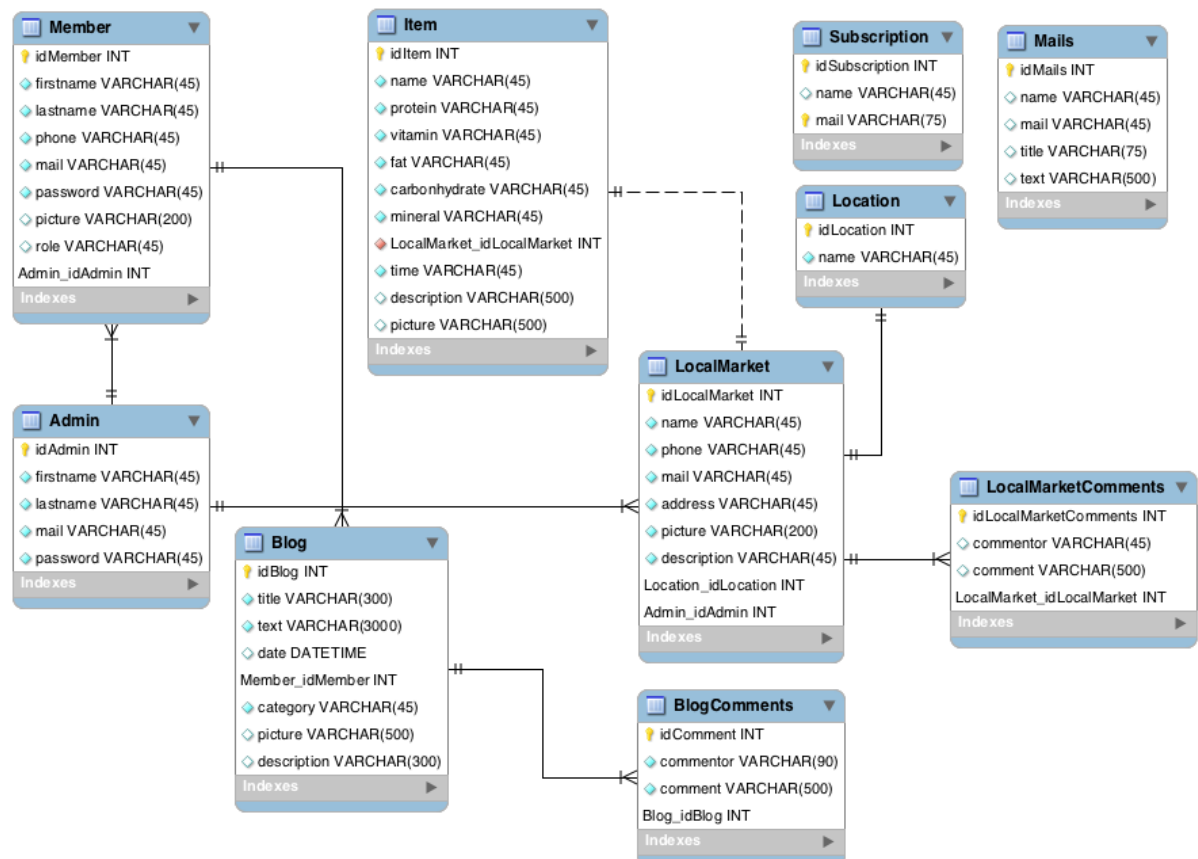 Member
idMember INT
firstname VARCHAR(45)
lastname VARCHAR(45)
phone VARCHAR(45)
mail VARCHAR(45)
password VARCHAR(45)
picture VARCHAR(200)
role VARCHAR(45)
Admin_idAdmin INT
Indexes
Item
idItem INT
name VARCHAR(45)
protein VARCHAR(45)
vitamin VARCHAR(45)
fat VARCHAR(45)
carbonhydrate VARCHAR(45)
mineral VARCHAR(45)
LocalMarket_idLocalMarket INT
time VARCHAR(45)
description VARCHAR(500)
picture VARCHAR(500)
Indexes
Subscription
idSubscription INT
name VARCHAR(45)
mail VARCHAR(75)
Indexes
Mails
idMails INT
name VARCHAR(45)
mail VARCHAR(45)
title VARCHAR(75)
text VARCHAR(500)
Indexes
Location
idLocation INT
name VARCHAR(45)
Indexes
Admin
idAdmin INT
firstname VARCHAR(45)
lastname VARCHAR(45)
mail VARCHAR(45)
password VARCHAR(45)
Indexes
LocalMarket
idLocalMarket INT
name VARCHAR(45)
phone VARCHAR(45)
mail VARCHAR(45)
address VARCHAR(45)
picture VARCHAR(200)
description VARCHAR(45)
Location_idLocation INT
Admin_idAdmin INT
Indexes
LocalMarketComments
idLocalMarketComments INT
commentor VARCHAR(45)
comment VARCHAR(500)
LocalMarket_idLocalMarket INT
Indexes
Blog
idBlog INT
title VARCHAR(300)
text VARCHAR(3000)
date DATETIME
Member_idMember INT
category VARCHAR(45)
picture VARCHAR(500)
description VARCHAR(300)
Indexes
BlogComments
idComment INT
commentor VARCHAR(90)
comment VARCHAR(500)
Blog_idBlog INT
Indexes